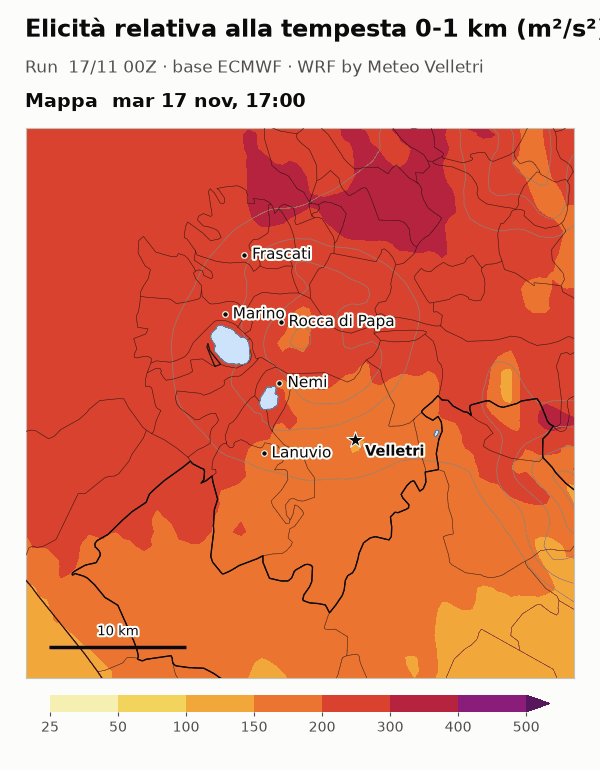 Elicità relativa alla tempesta 0-1 km (m²/s²)
Run 17/11 00Z · base ECMWF · WRF by Meteo Velletri
Mappa mar 17 nov, 17:00
Frascati
Marino
Rocca di Papa
Nemi
Lanuvio
Velletri
10 km
25 50 100 150 200 300 400 500